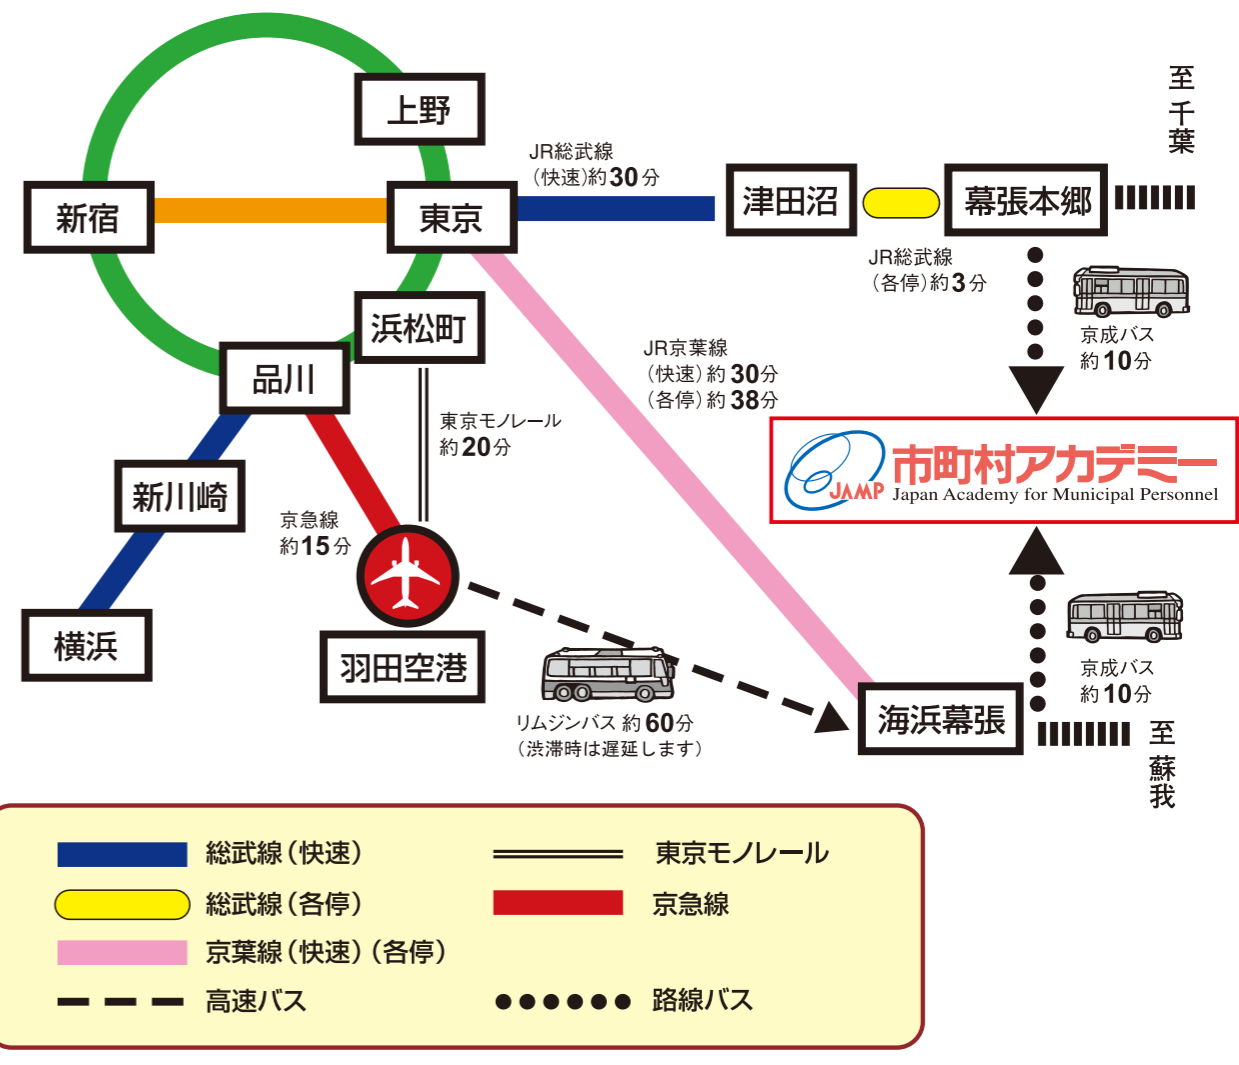 上野
至千葉
JR総武線
(快速)約30分
新宿
東京
津田沼
幕張本郷
JR総武線
(各停)約3分
浜松町
京成バス
約10分
品川
JR京葉線
(快速)約30分
(各停)約38分
東京モノレール
約20分
市町村アカデミー
JAMP
Japan Academy for Municipal Personnel
新川崎
京急線
約15分
横浜
羽田空港
京成バス
約10分
リムジンバス 約60分
(渋滞時は遅延します)
海浜幕張
至蘇我
総武線(快速)
東京モノレール
総武線(各停)
京急線
京葉線(快速)(各停)
高速バス
路線バス